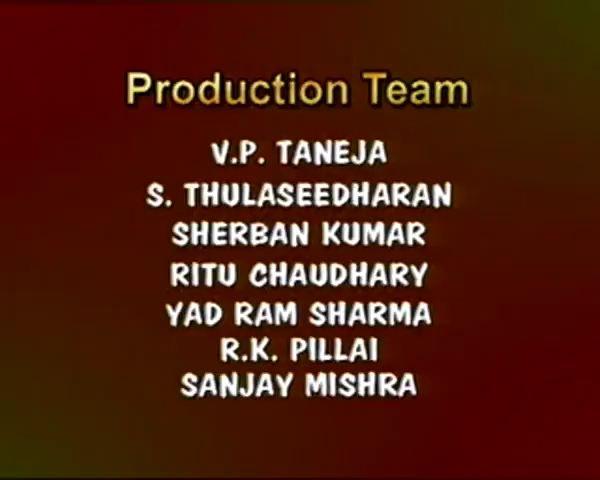 Production Team
V.P. TANEJA
S. THULASEEDHARAN
SHERBAN KUMAR
RITU CHAUDHARY
YAD RAM SHARMA
R.K. PILLAI
SANJAY MISHRA